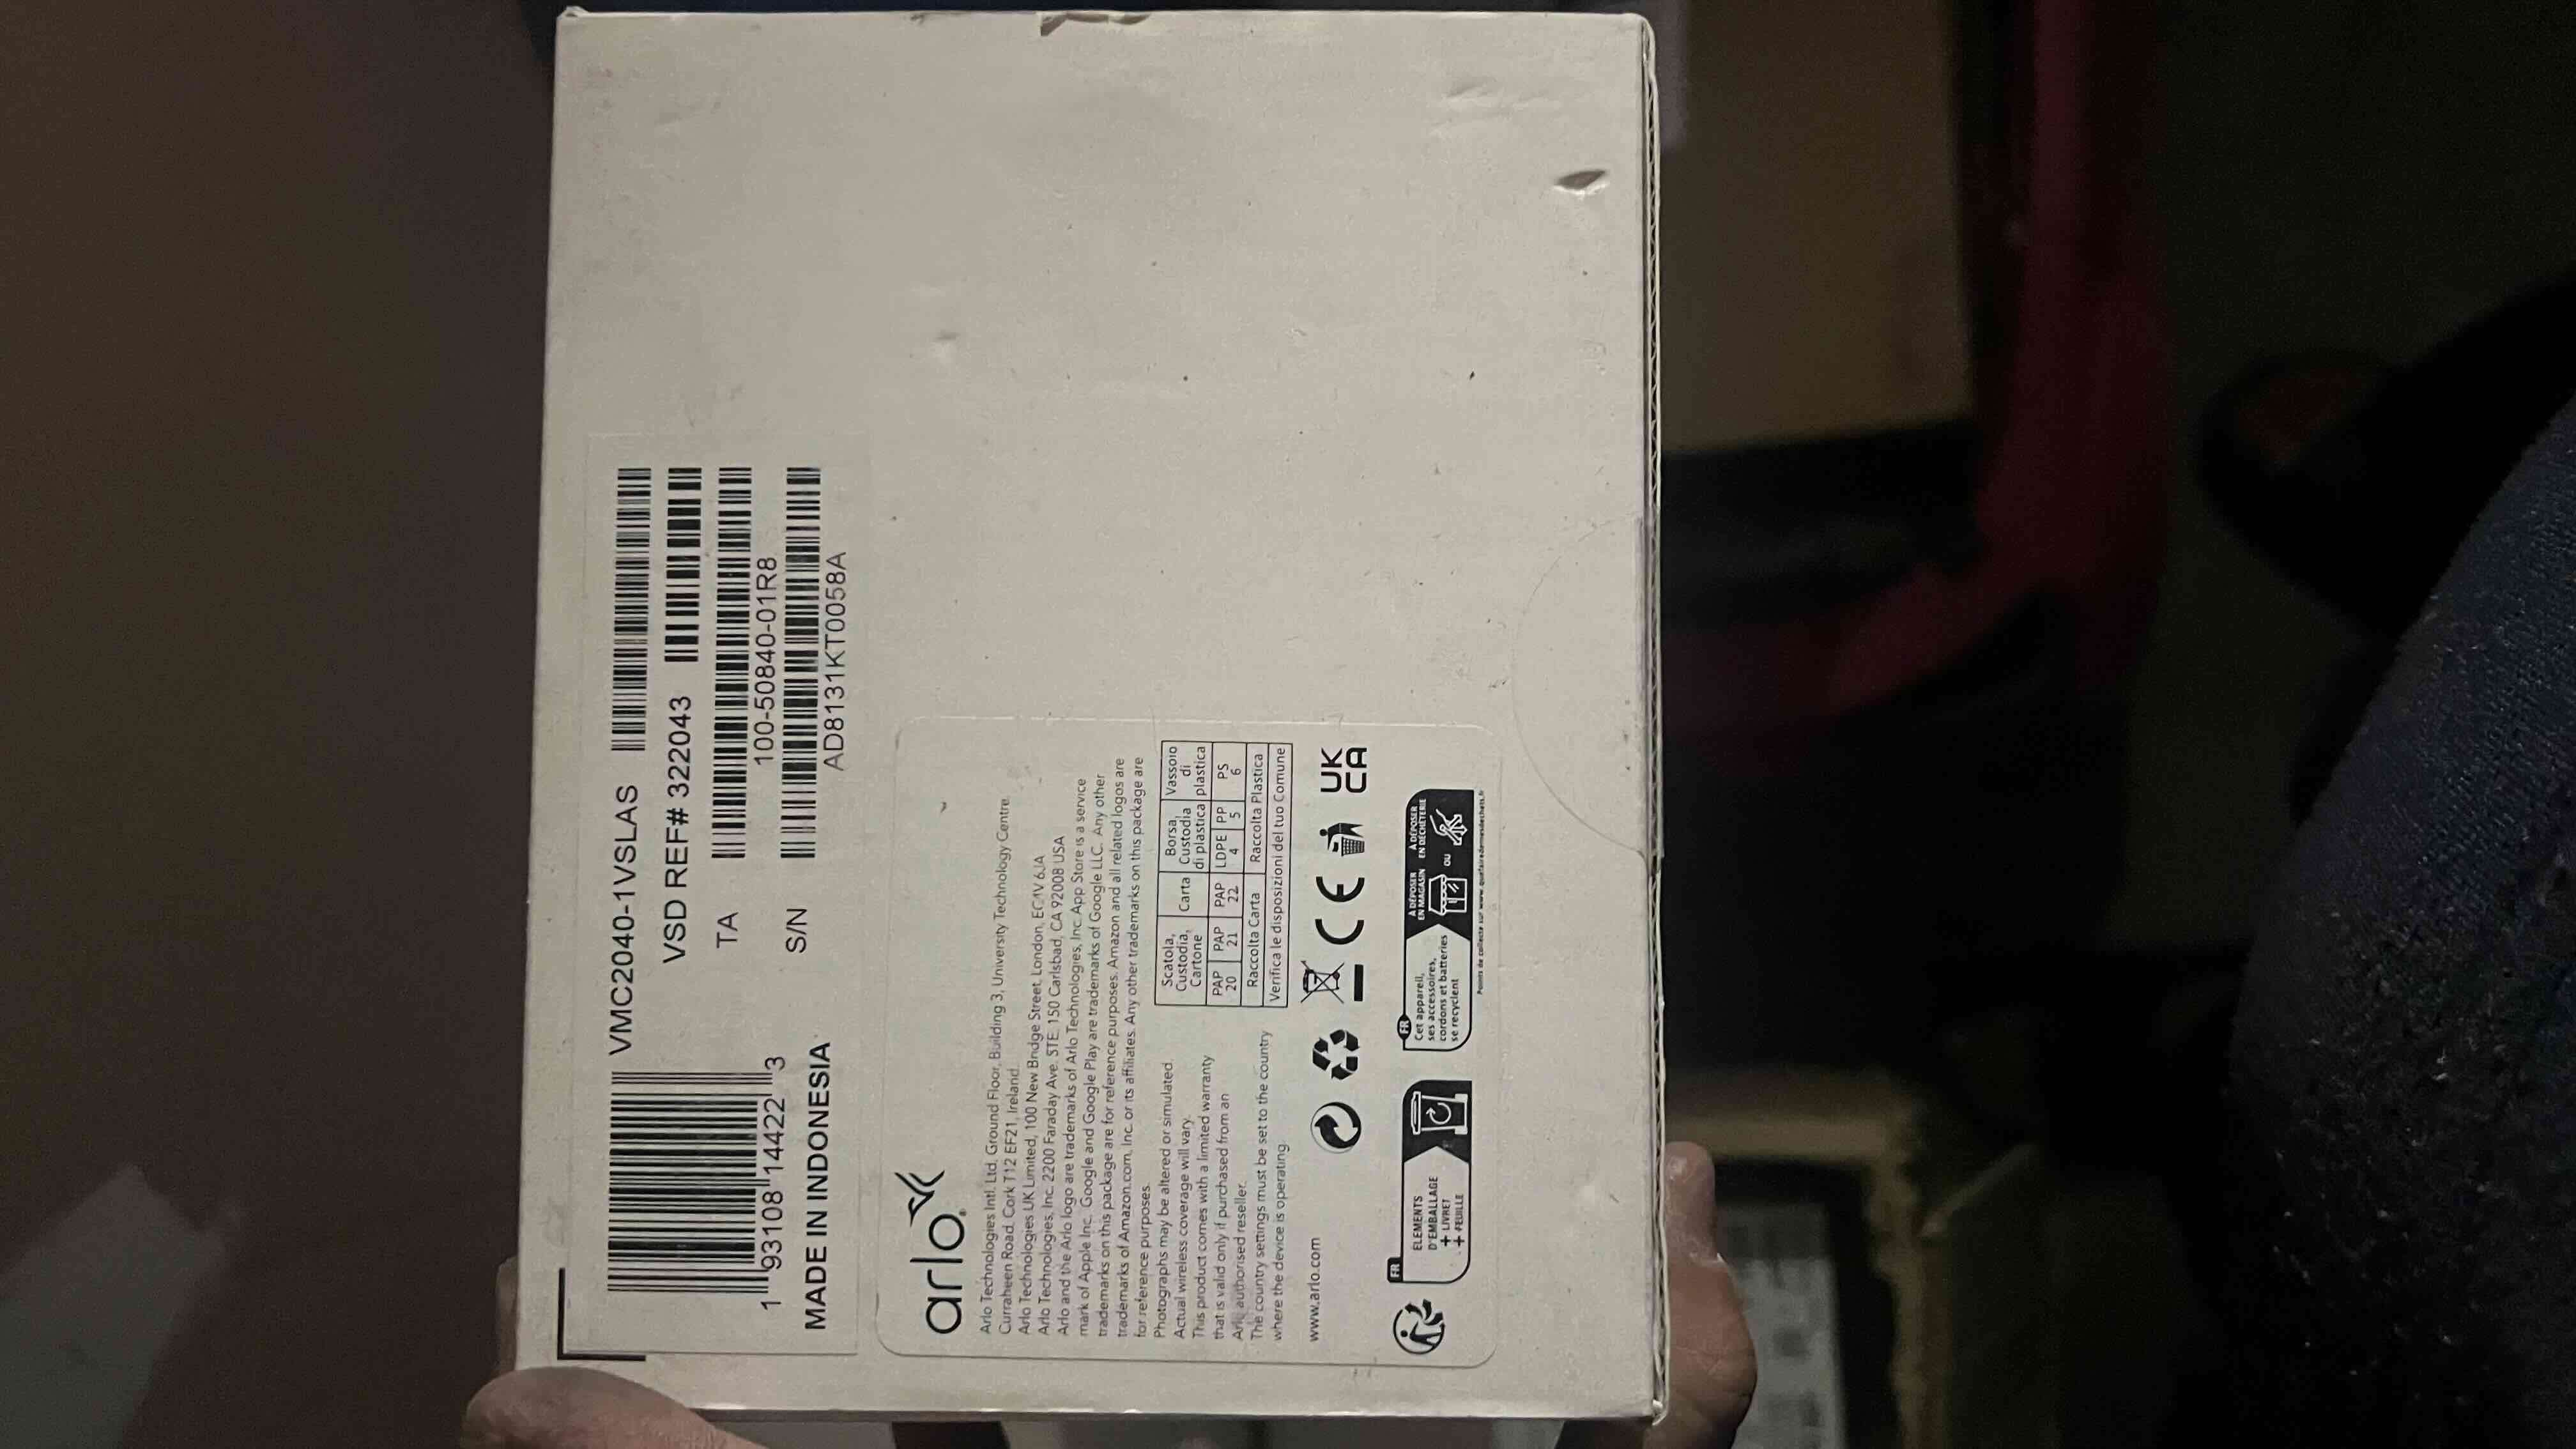 VMC2040-1VSLAS
VSD REF# 322043
TA
100-50840-01R8
S/N
AD8131KT0058A
1 93108 14422 3
MADE IN INDONESIA
arlo
Arlo Technologies Intl. Ltd, Ground Floor, Building 3, University Technology Centre,
Curraheen Road, Cork T12 EF21, Ireland.
Arlo Technologies UK Limited, 100 New Bridge Street, London, EC4V 6JA
Arlo Technologies, Inc. 2200 Faraday Ave. STE. 150 Carlsbad, CA 92008 USA
Arlo and the Arlo logo are trademarks of Arlo Technologies, Inc. App Store is a service
mark of Apple Inc. Google and Google Play are trademarks of Google LLC. Any other
trademarks on this package are for reference purposes. Amazon and all related logos are
trademarks of Amazon.com, Inc. or its affiliates. Any other trademarks on this package are
for reference purposes.
Photographs may be altered or simulated.
Actual wireless coverage will vary.
This product comes with a limited warranty
that is valid only if purchased from an
Arlo authorised reseller.
The country settings must be set to the country
where the device is operating.
Scatola, Custodia, Cartone
Carta
Borsa, Custodia di plastica
Vassoio di plastica
PAP 20
PAP 21
PAP 22
LDPE 4
PP 5
PS 6
Raccolta Carta
Raccolta Plastica
Verifica le disposizioni del tuo Comune
www.arlo.com
CE
UK
CA
FR
ÉLÉMENTS
D'EMBALLAGE
+ LIVRET
+ FEUILLE
FR
Cet appareil,
ses accessoires,
cordons et batteries
se recyclent
À DÉPOSER
EN MAGASIN
OU
À DÉPOSER
EN DÉCHÈTERIE
Points de collecte sur www.quefairedemesdechets.fr